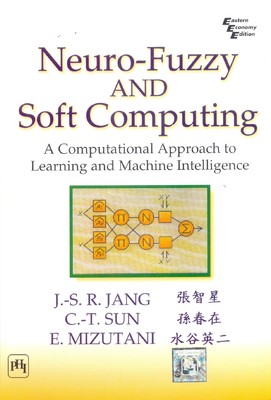 Eastern
Economy
Edition
Neuro-Fuzzy
AND
Soft Computing
A Computational Approach to
Learning and Machine Intelligence
Π
N
Σ
Π
N
J.-S. R. JANG 張智星
C.-T. SUN 孫春在
E. MIZUTANI 水谷英二
PHI